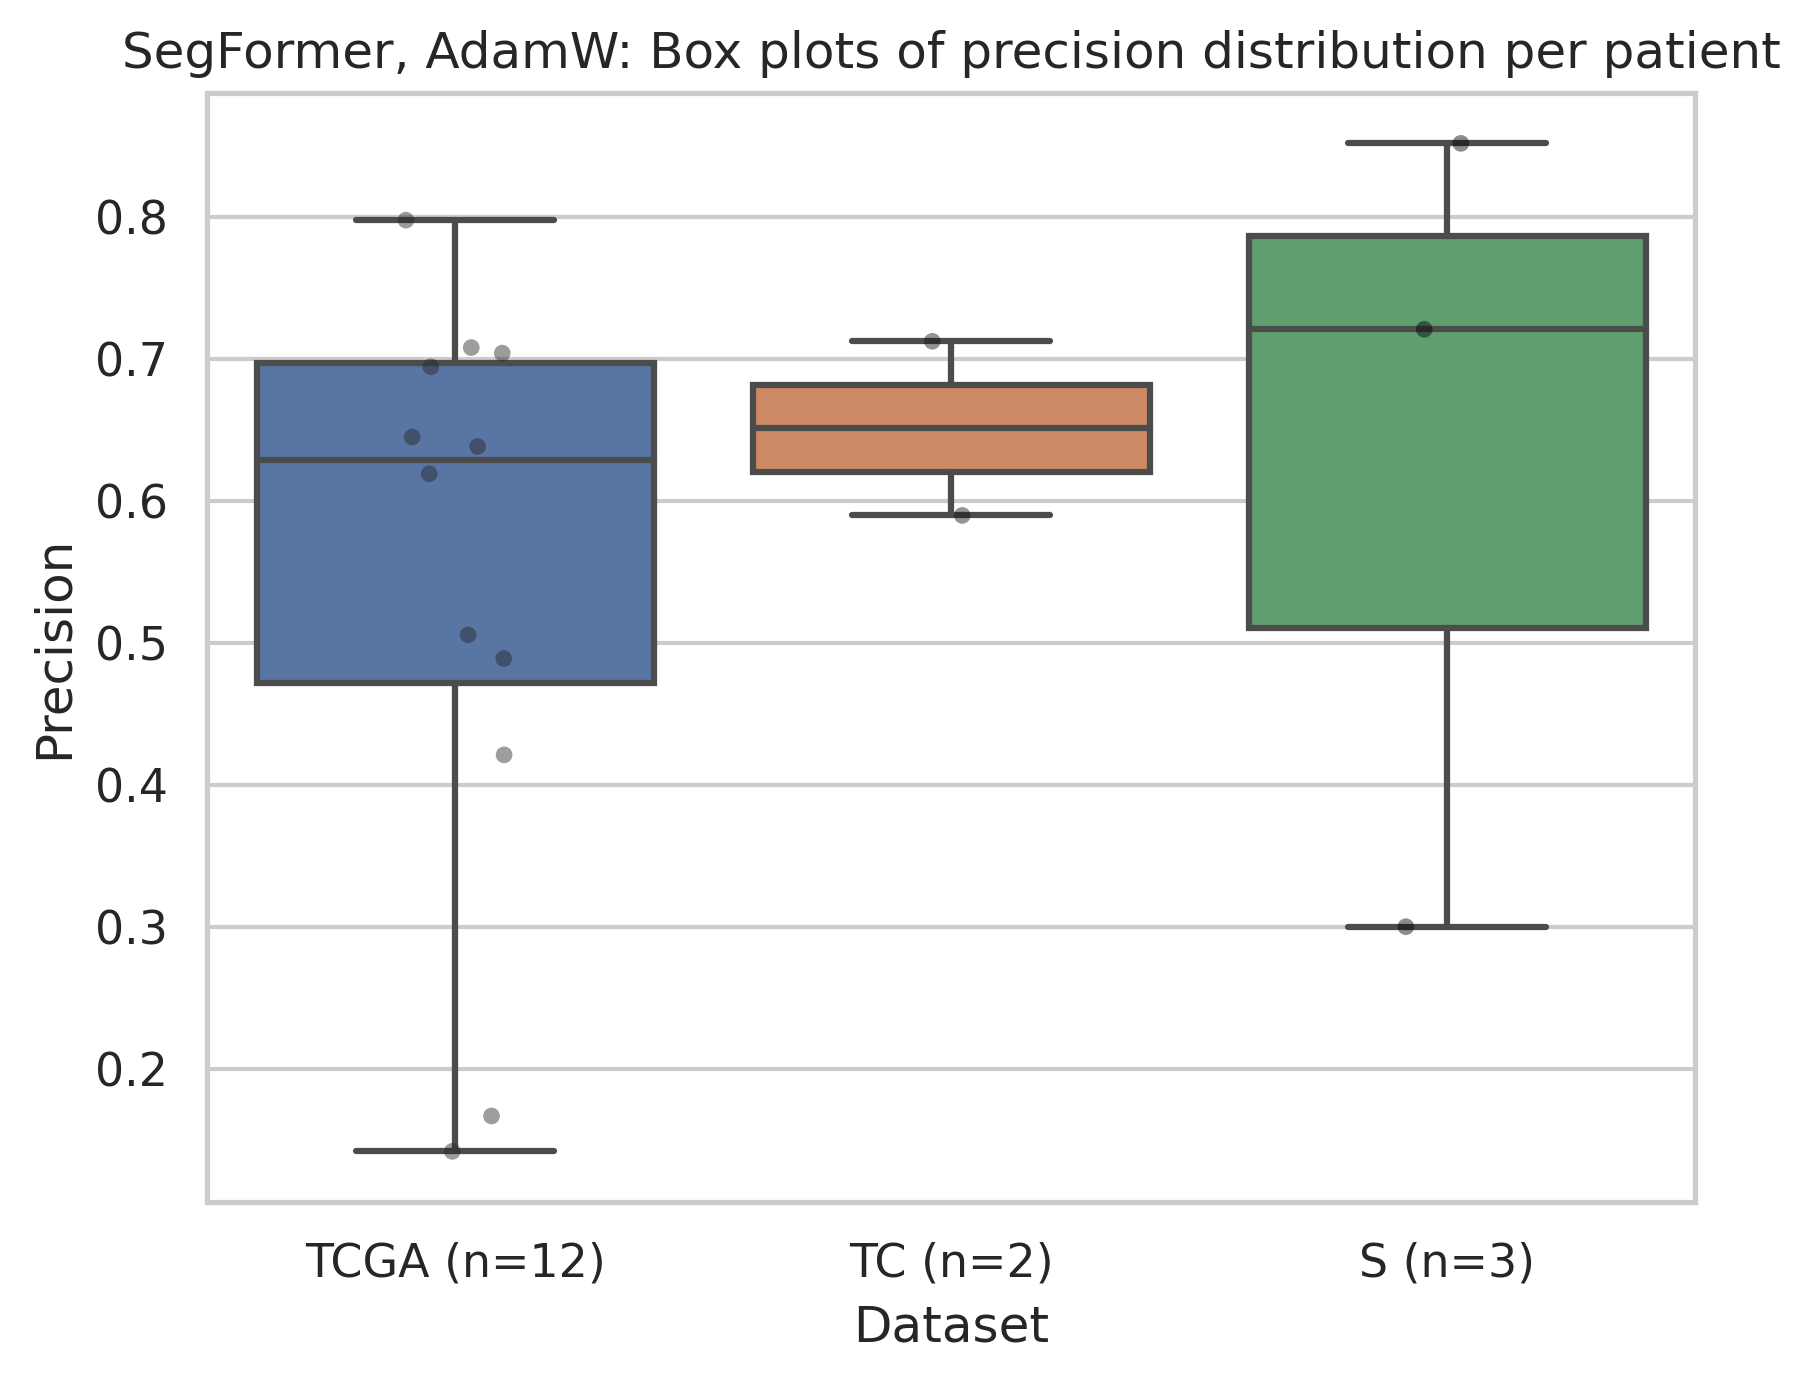 SegFormer, AdamW: Box plots of precision distribution per patient
0.8
0.7
0.6
0.5
0.4
0.3
0.2
Precision
TCGA (n=12)
TC (n=2)
S (n=3)
Dataset